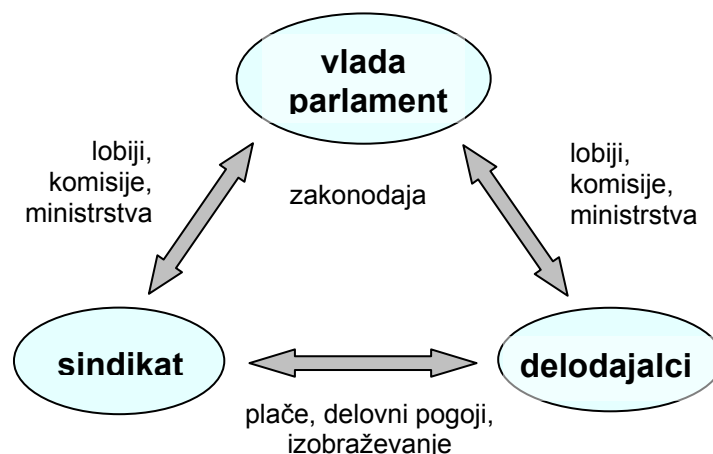 vlada
parlament
lobiji,
komisije,
ministrstva
zakonodaja
lobiji,
komisije,
ministrstva
sindikat
delodajalci
plače, delovni pogoji,
izobraževanje